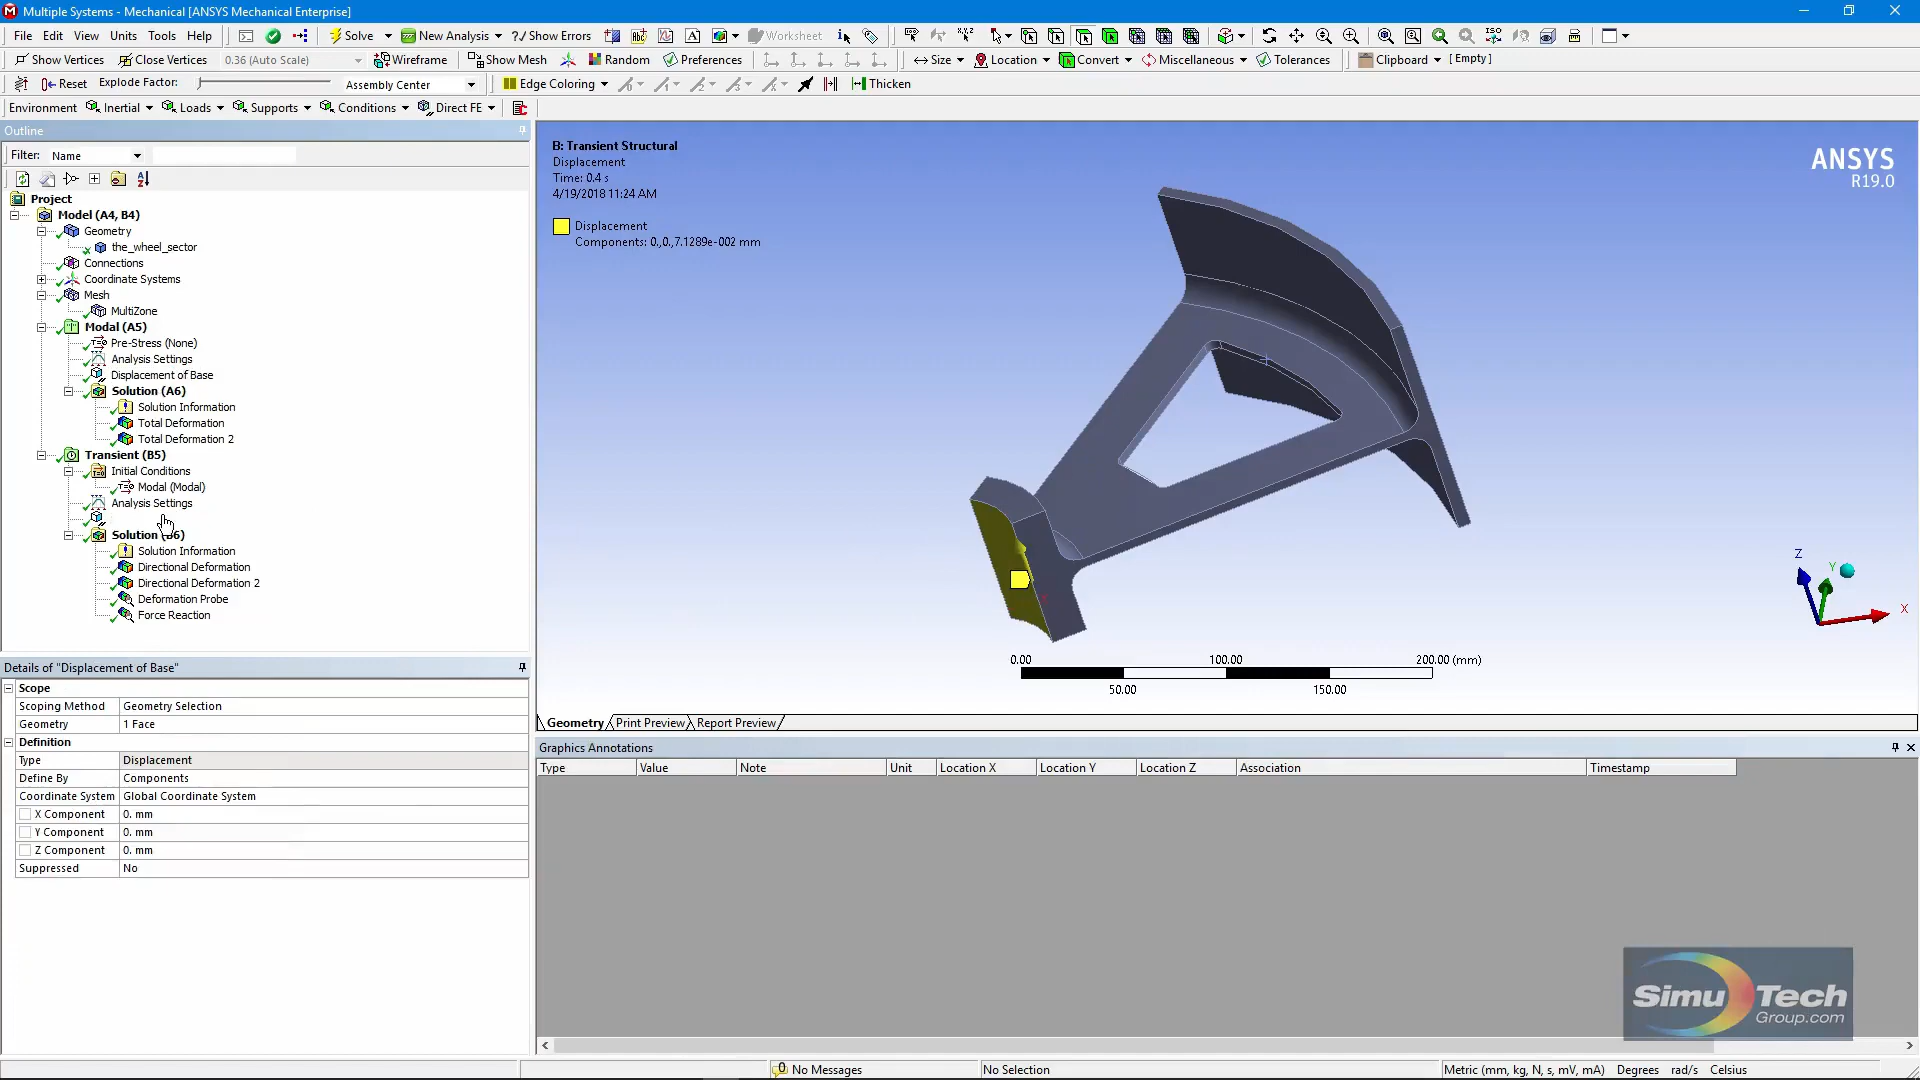 Multiple Systems - Mechanical [ANSYS Mechanical Enterprise]
File Edit View Units Tools Help Solve New Analysis ?/ Show Errors Worksheet
Show Vertices Close Vertices 0.36 (Auto Scale) Wireframe Show Mesh Random Preferences Size Location Convert Miscellaneous Tolerances Clipboard [ Empty ]
Reset Explode Factor: Assembly Center Edge Coloring Thicken
Environment Inertial Loads Supports Conditions Direct FE
Outline
Filter: Name
Project
Model (A4, B4)
Geometry
the_wheel_sector
Connections
Coordinate Systems
Mesh
MultiZone
Modal (A5)
Pre-Stress (None)
Analysis Settings
Displacement of Base
Solution (A6)
Solution Information
Total Deformation
Total Deformation 2
Transient (B5)
Initial Conditions
Modal (Modal)
Analysis Settings
Solution (B6)
Solution Information
Directional Deformation
Directional Deformation 2
Deformation Probe
Force Reaction
Details of "Displacement of Base"
Scope
Scoping Method Geometry Selection
Geometry 1 Face
Definition
Type Displacement
Define By Components
Coordinate System Global Coordinate System
X Component 0. mm
Y Component 0. mm
Z Component 0. mm
Suppressed No
B: Transient Structural
Displacement
Time: 0.4 s
4/19/2018 11:24 AM
Displacement
Components: 0.,0.,7.1289e-002 mm
ANSYS
R19.0
Z
Y
X
0.00 100.00 200.00 (mm)
50.00 150.00
Geometry Print Preview Report Preview
Graphics Annotations
Type Value Note Unit Location X Location Y Location Z Association Timestamp
SimuTech
Group.com
0 No Messages No Selection Metric (mm, kg, N, s, mV, mA) Degrees rad/s Celsius